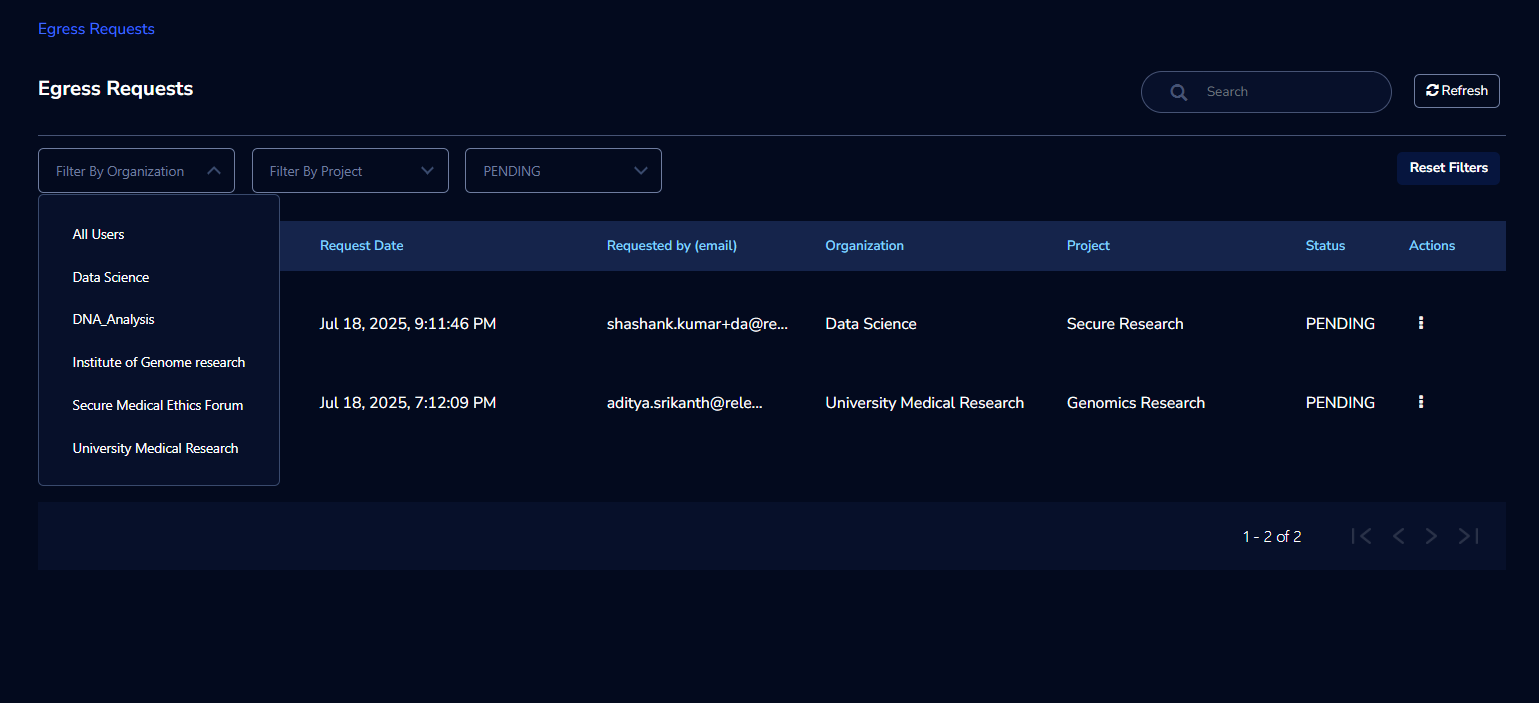 Egress Requests
Egress Requests
Search
Refresh
Filter By Organization
Filter By Project
PENDING
Reset Filters
All Users
Data Science
DNA_Analysis
Institute of Genome research
Secure Medical Ethics Forum
University Medical Research
Request Date Requested by (email) Organization Project Status Actions
Jul 18, 2025, 9:11:46 PM shashank.kumar+da@re... Data Science Secure Research PENDING
Jul 18, 2025, 7:12:09 PM aditya.srikanth@rele... University Medical Research Genomics Research PENDING
1 - 2 of 2